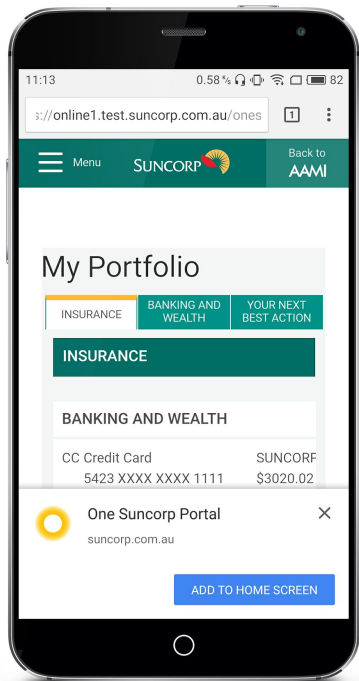 11:13 0.58 ᴷ/s 82
s://online1.test.suncorp.com.au/ones 1
Menu SUNCORP Back to AAMI
My Portfolio
INSURANCE BANKING AND WEALTH YOUR NEXT BEST ACTION
INSURANCE
BANKING AND WEALTH
CC Credit Card SUNCORP
5423 XXXX XXXX 1111 $3020.02
One Suncorp Portal
suncorp.com.au
ADD TO HOME SCREEN